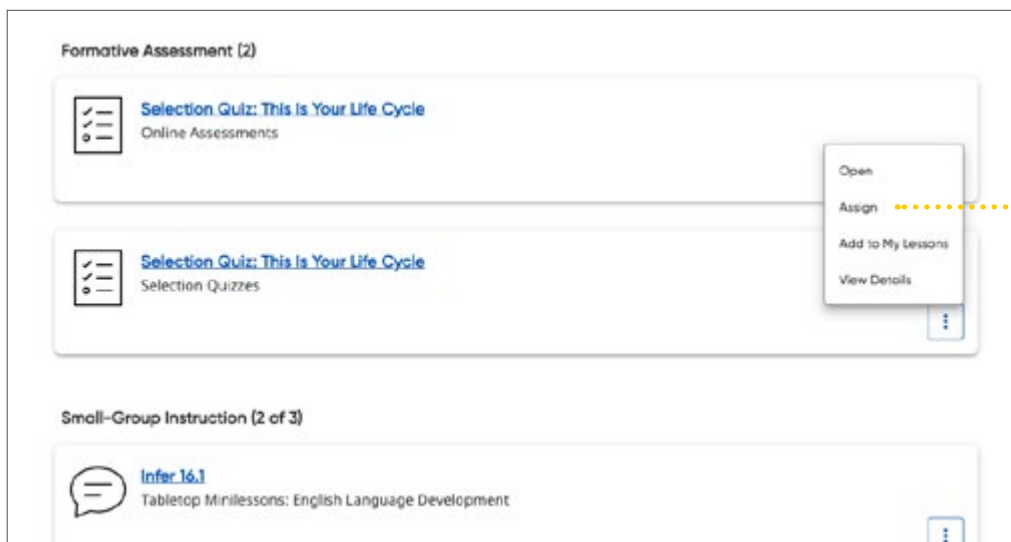 Formative Assessment (2)
Selection Quiz: This Is Your Life Cycle
Online Assessments
Open
Assign
Add to My Lessons
View Details
Selection Quiz: This Is Your Life Cycle
Selection Quizzes
Small-Group Instruction (2 of 3)
Infer 16.1
Tabletop Minilessons: English Language Development